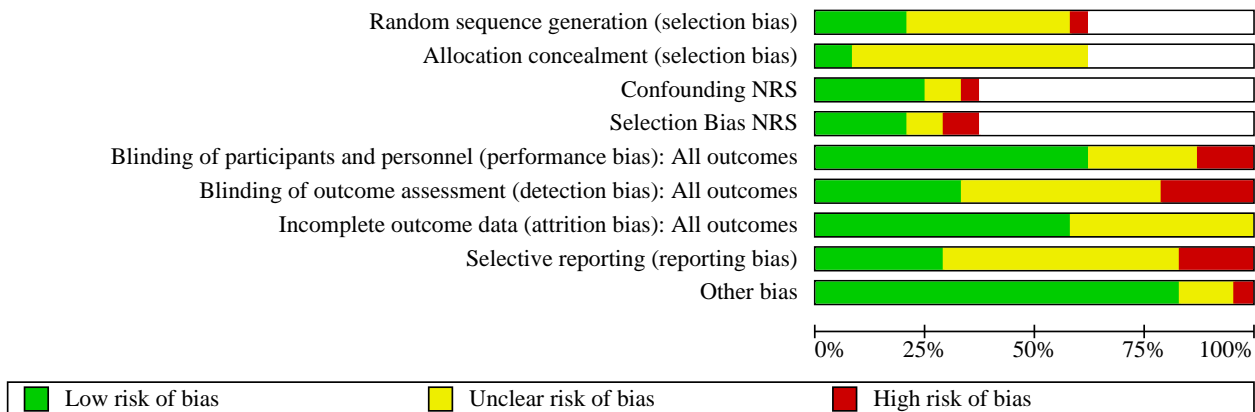 Random sequence generation (selection bias)
Allocation concealment (selection bias)
Confounding NRS
Selection Bias NRS
Blinding of participants and personnel (performance bias): All outcomes
Blinding of outcome assessment (detection bias): All outcomes
Incomplete outcome data (attrition bias): All outcomes
Selective reporting (reporting bias)
Other bias
0% 25% 50% 75% 100%
Low risk of bias Unclear risk of bias High risk of bias